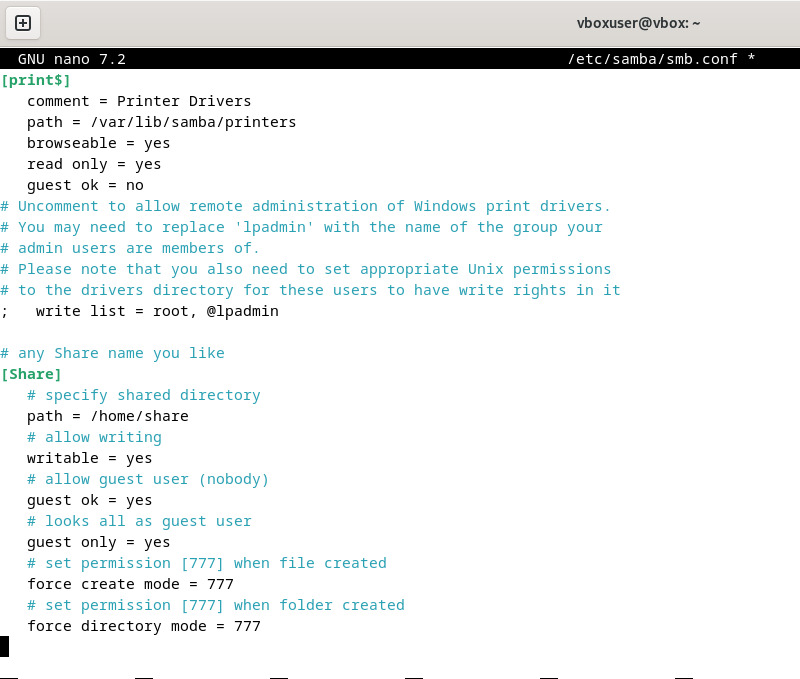 vboxuser@vbox: ~
GNU nano 7.2 /etc/samba/smb.conf *
[print$]
   comment = Printer Drivers
   path = /var/lib/samba/printers
   browseable = yes
   read only = yes
   guest ok = no
# Uncomment to allow remote administration of Windows print drivers.
# You may need to replace 'lpadmin' with the name of the group your
# admin users are members of.
# Please note that you also need to set appropriate Unix permissions
# to the drivers directory for these users to have write rights in it
;   write list = root, @lpadmin

# any Share name you like
[Share]
   # specify shared directory
   path = /home/share
   # allow writing
   writable = yes
   # allow guest user (nobody)
   guest ok = yes
   # looks all as guest user
   guest only = yes
   # set permission [777] when file created
   force create mode = 777
   # set permission [777] when folder created
   force directory mode = 777